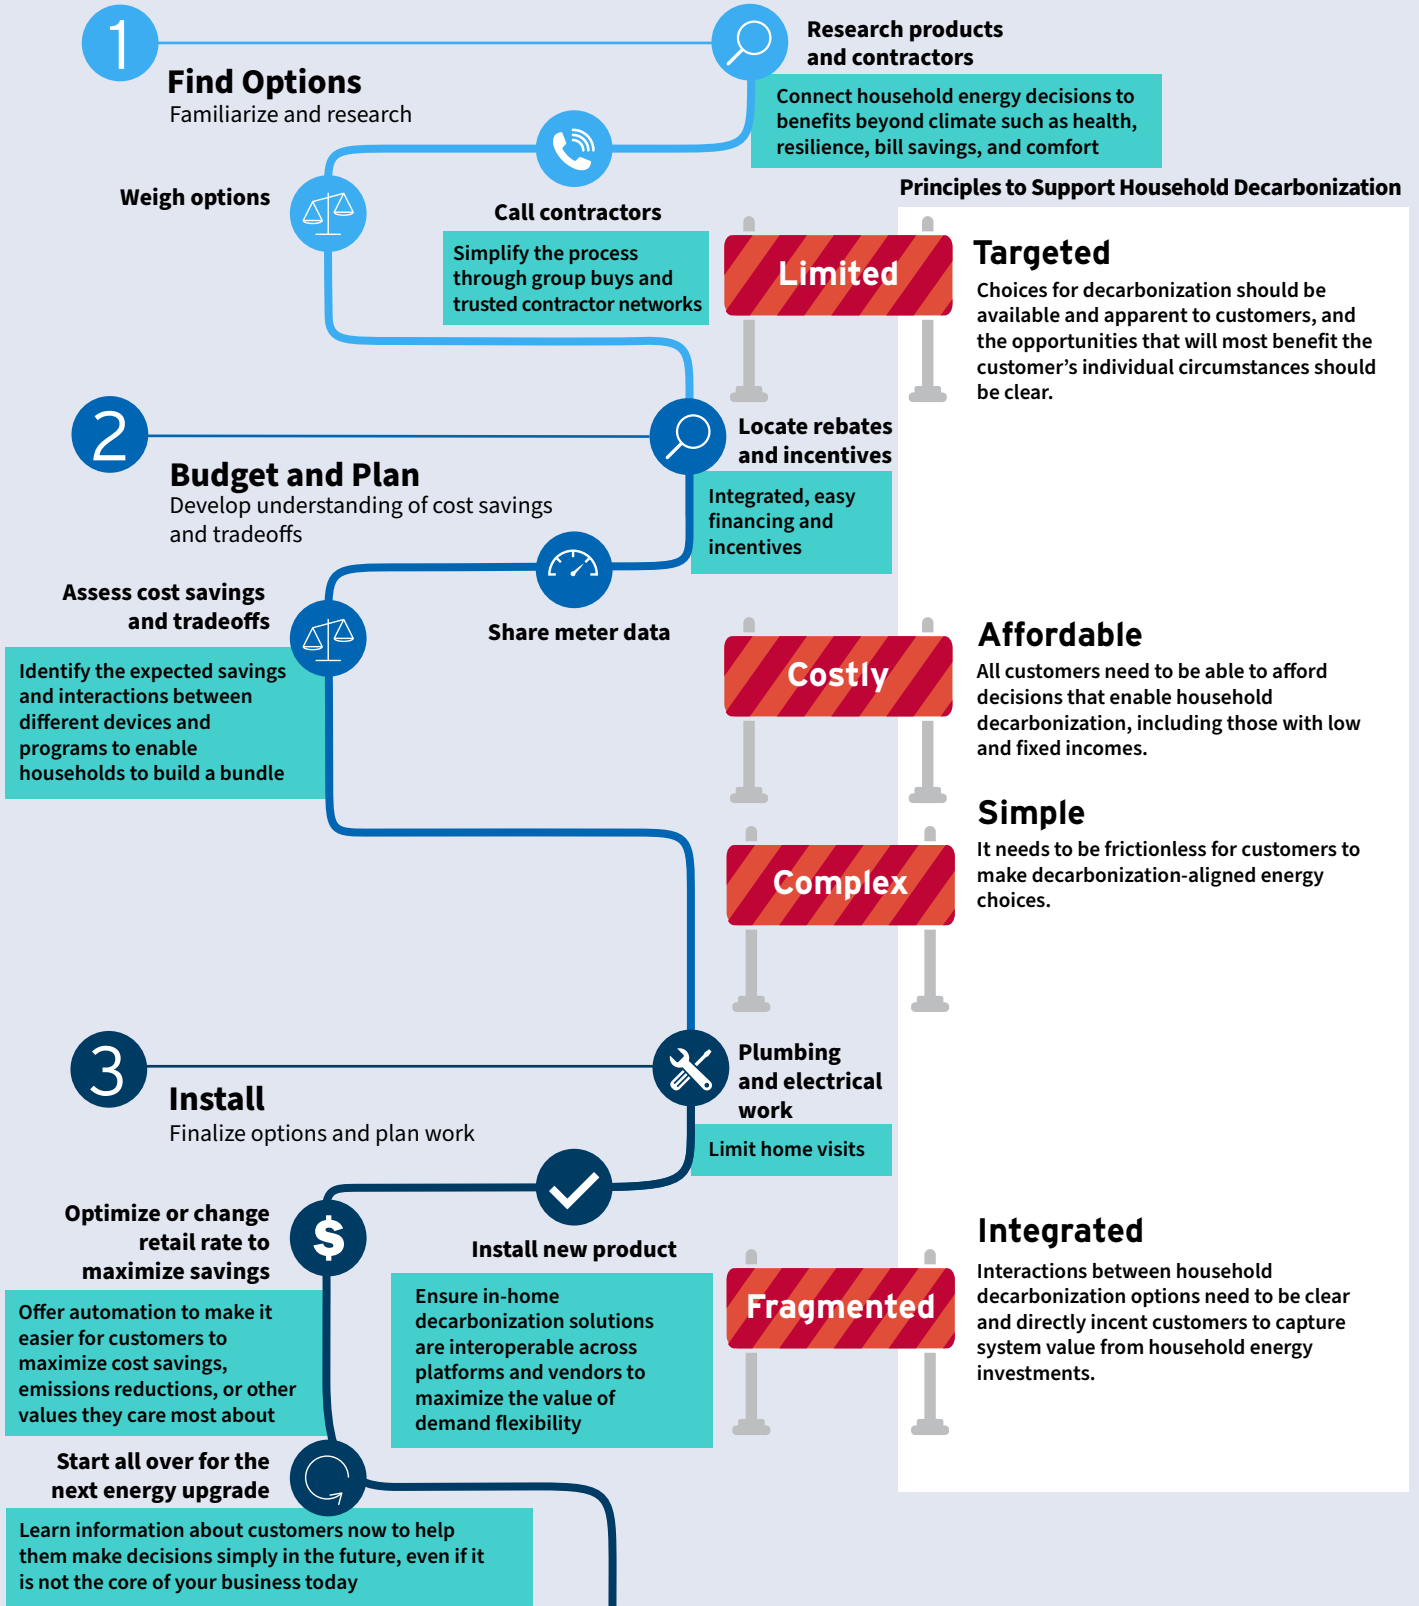 1
Find Options
Familiarize and research
Research products
and contractors
Connect household energy decisions to
benefits beyond climate such as health,
resilience, bill savings, and comfort
Call contractors
Simplify the process
through group buys and
trusted contractor networks
Weigh options
Principles to Support Household Decarbonization
Limited
Targeted
Choices for decarbonization should be
available and apparent to customers, and
the opportunities that will most benefit the
customer’s individual circumstances should
be clear.
2
Budget and Plan
Develop understanding of cost savings
and tradeoffs
Locate rebates
and incentives
Integrated, easy
financing and
incentives
Share meter data
Assess cost savings
and tradeoffs
Identify the expected savings
and interactions between
different devices and
programs to enable
households to build a bundle
Costly
Affordable
All customers need to be able to afford
decisions that enable household
decarbonization, including those with low
and fixed incomes.
Complex
Simple
It needs to be frictionless for customers to
make decarbonization-aligned energy
choices.
3
Install
Finalize options and plan work
Plumbing
and electrical
work
Limit home visits
Install new product
Ensure in-home
decarbonization solutions
are interoperable across
platforms and vendors to
maximize the value of
demand flexibility
$
Optimize or change
retail rate to
maximize savings
Offer automation to make it
easier for customers to
maximize cost savings,
emissions reductions, or other
values they care most about
Fragmented
Integrated
Interactions between household
decarbonization options need to be clear
and directly incent customers to capture
system value from household energy
investments.
Start all over for the
next energy upgrade
Learn information about customers now to help
them make decisions simply in the future, even if it
is not the core of your business today